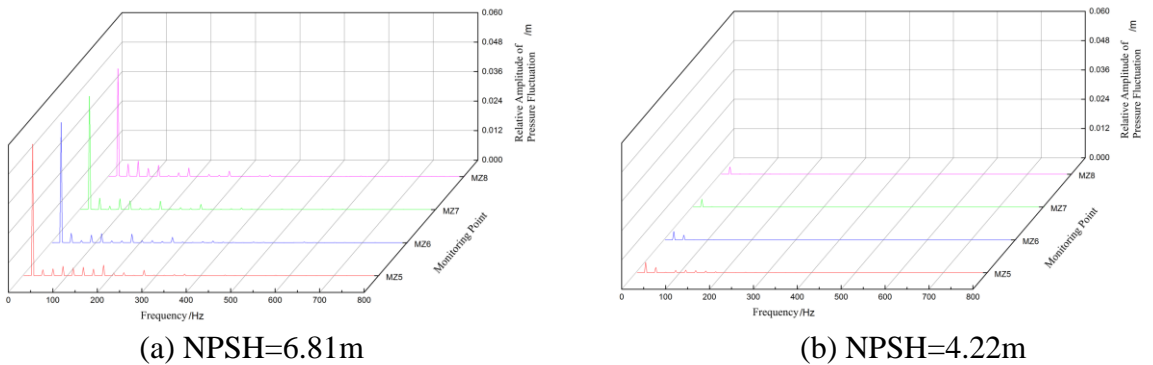 0.060
0.048
0.036
0.024
0.012
0.000
Relative Amplitude of /m
Pressure Fluctuation
MZ8
MZ7
MZ6
MZ5
Monitoring Point
0 100 200 300 400 500 600 700 800
Frequency/Hz
(a) NPSH=6.81m
0.060
0.048
0.036
0.024
0.012
0.000
Relative Amplitude of /m
Pressure Fluctuation
MZ8
MZ7
MZ6
MZ5
Monitoring Point
0 100 200 300 400 500 600 700 800
Frequency/Hz
(b) NPSH=4.22m